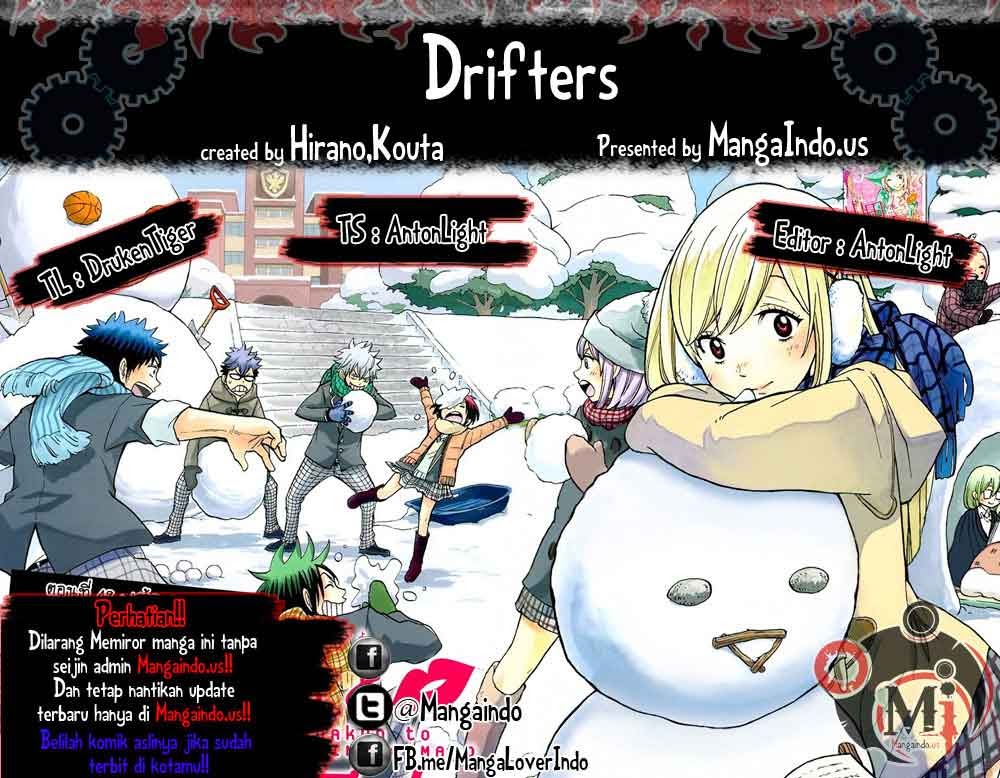 Drifters
created by Hirano,Kouta
Presented by MangaIndo.us
TL : DrukenTiger
TS : AntonLight
Editor : AntonLight
Perhatian!!
Dilarang Memiror manga ini tanpa
seijin admin Mangaindo.us!!
Dan tetap nantikan update
terbaru hanya di Mangaindo.us!!
Belilah komik aslinya jika sudah
terbit di kotamu!!
@Mangaindo
to
FB.me/MangaLoverIndo
Mi
Mangaindo.us